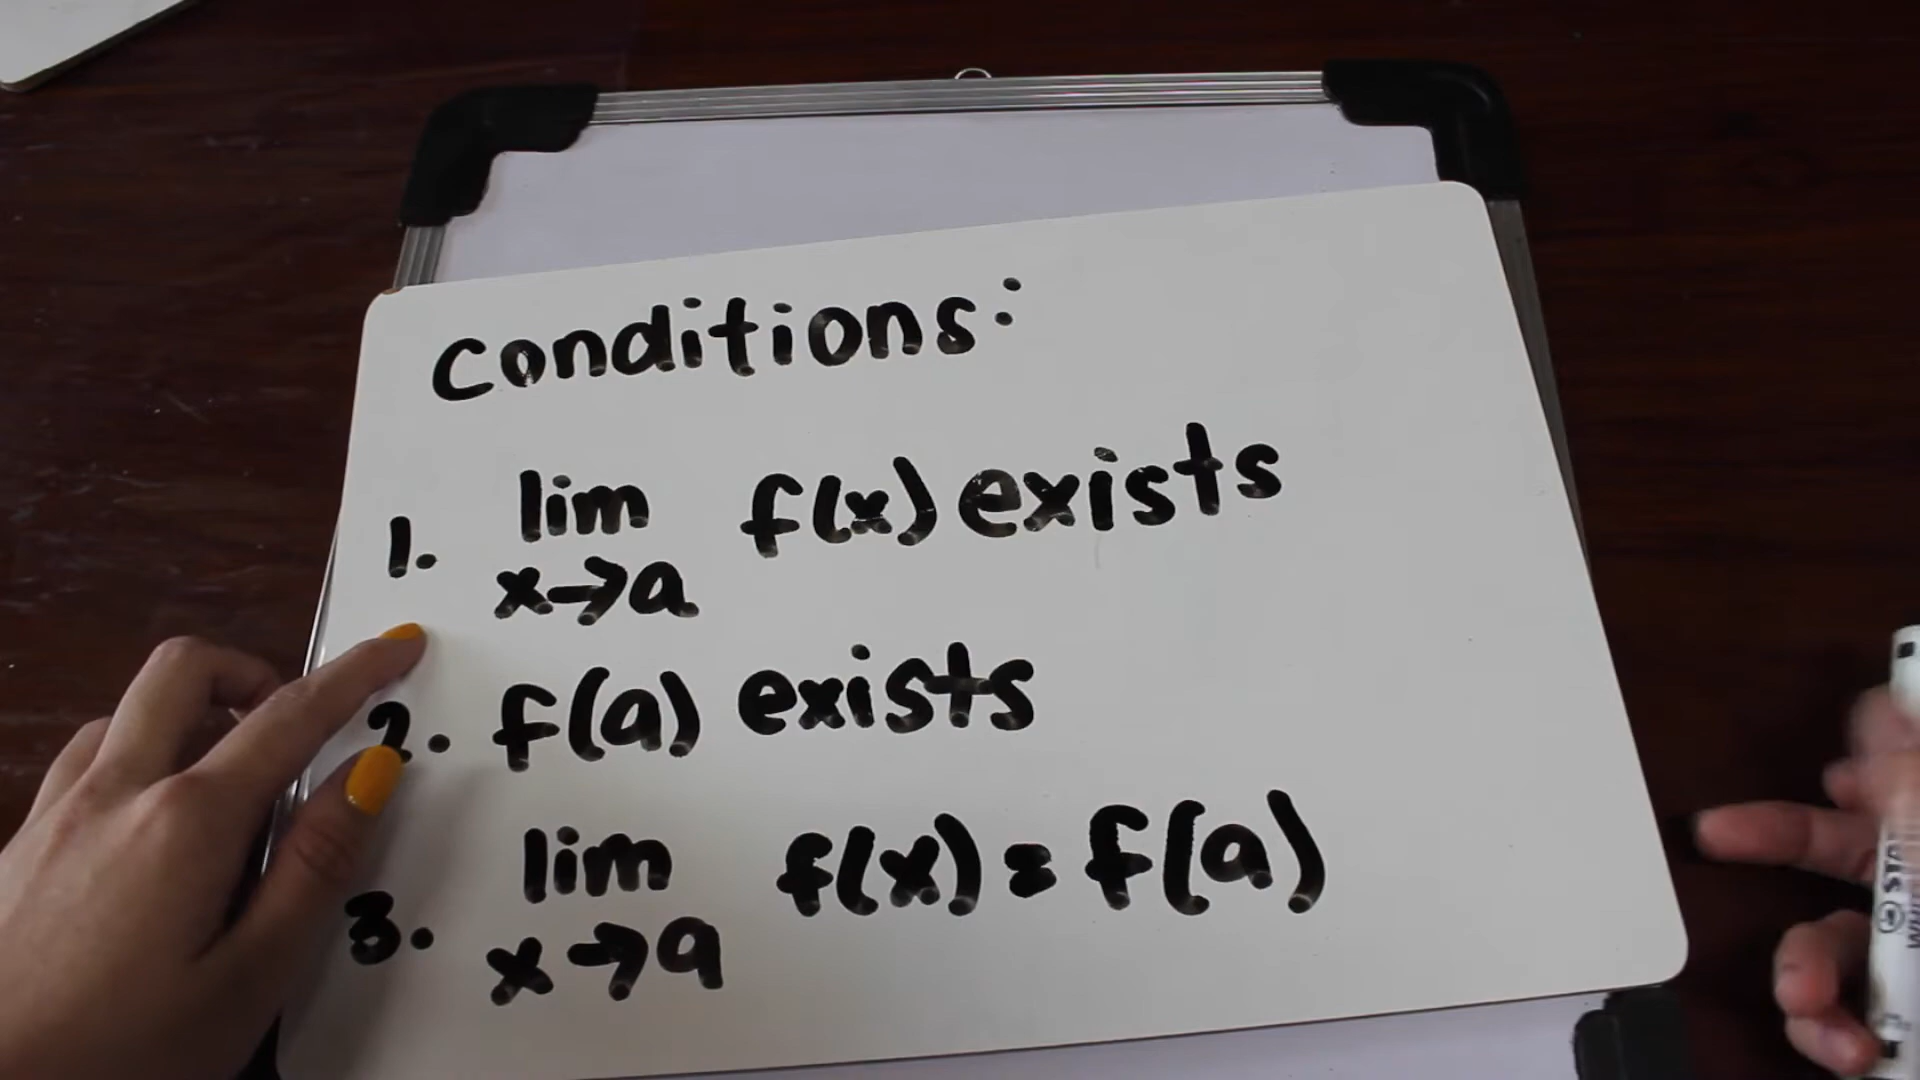 Conditions:
1. lim f(x) exists
x→a
2. f(a) exists
3. lim f(x) = f(a)
x→a